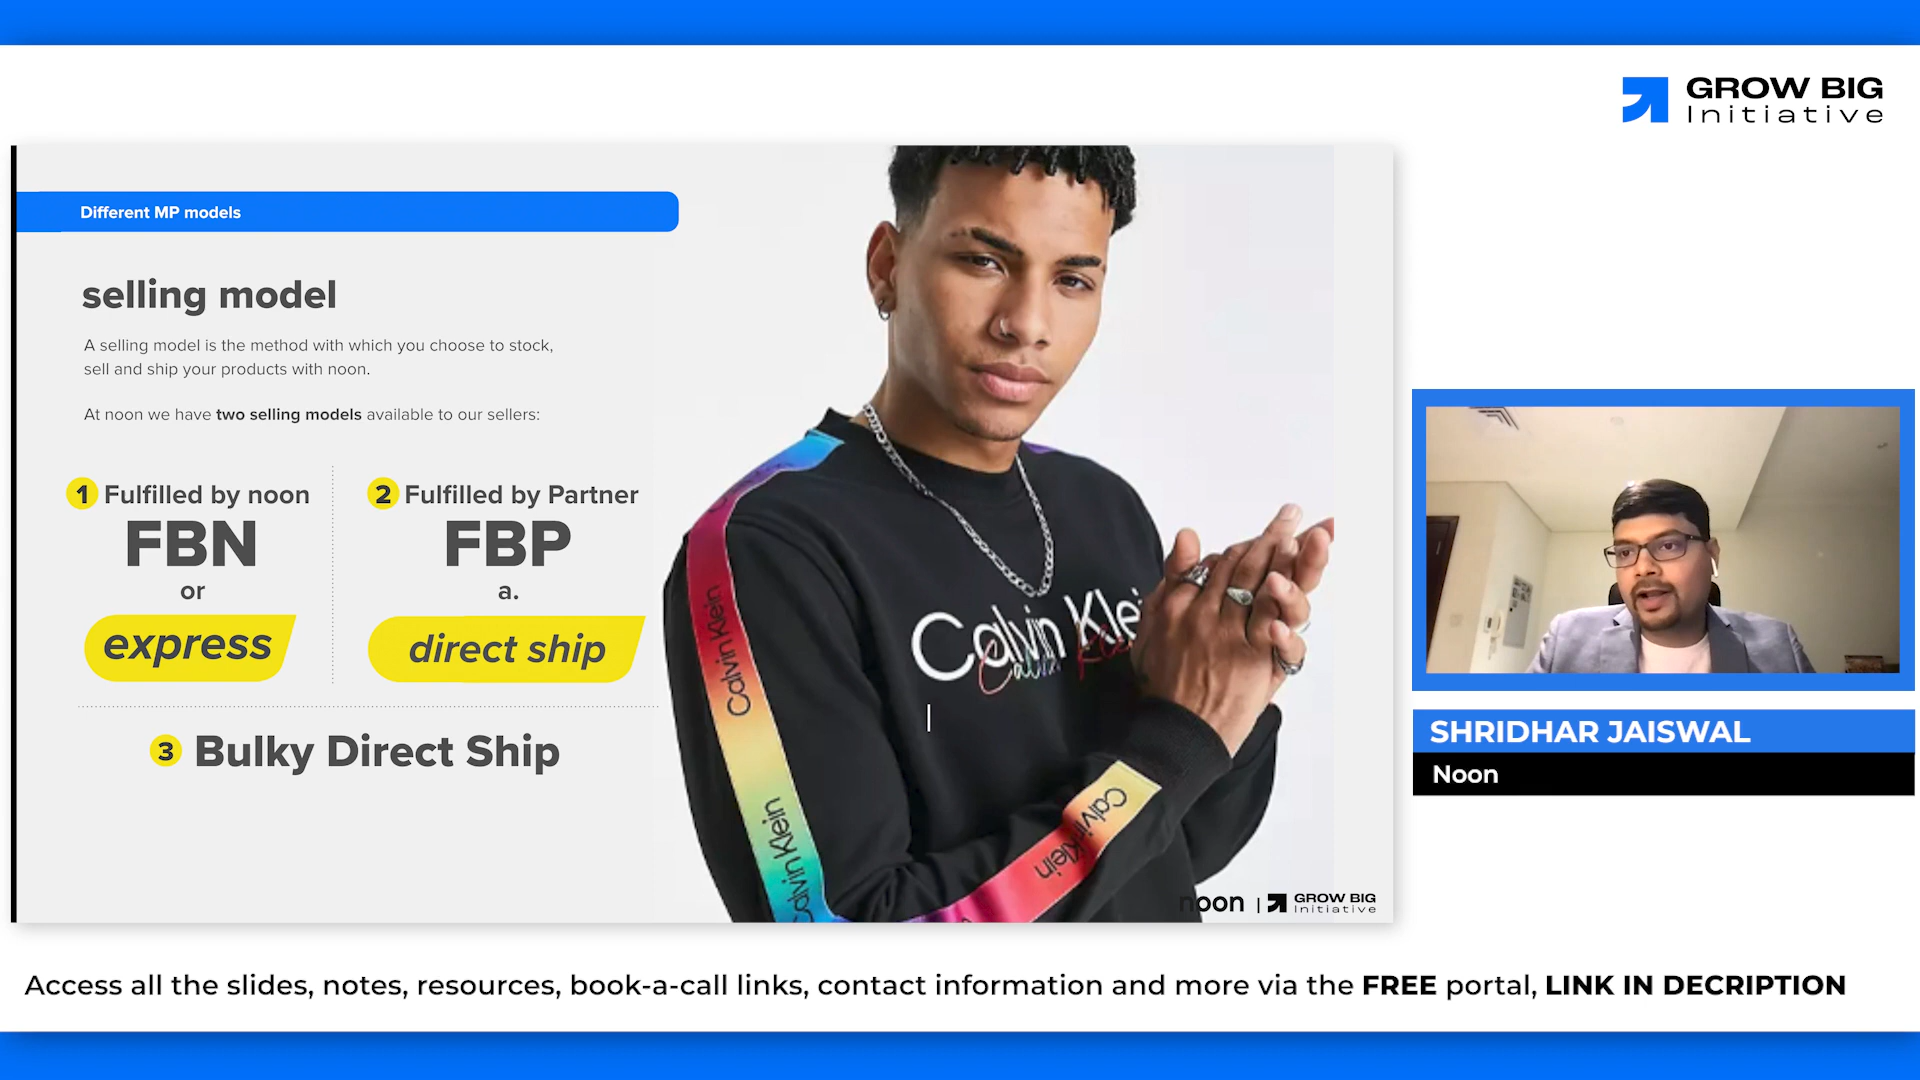 GROW BIG
Initiative
Different MP models
selling model
A selling model is the method with which you choose to stock,
sell and ship your products with noon.
At noon we have two selling models available to our sellers:
1 Fulfilled by noon
FBN
or
express
2 Fulfilled by Partner
FBP
a.
direct ship
3 Bulky Direct Ship
Calvin Klein
Calvin Klein
Calvin Klei
Calvin Klein
Calvin
Klein
noon | GROW BIG
Initiative
SHRIDHAR JAISWAL
Noon
Access all the slides, notes, resources, book-a-call links, contact information and more via the FREE portal, LINK IN DECRIPTION